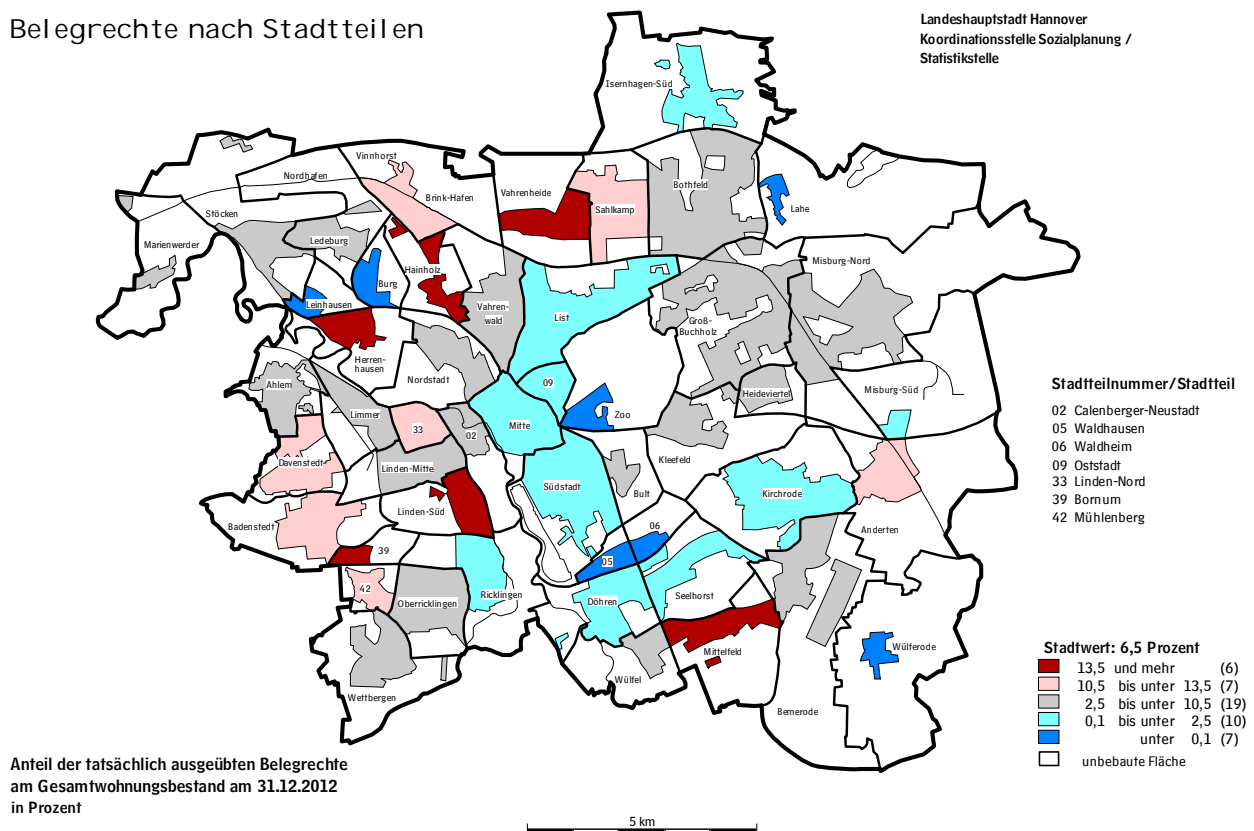 Belegrechte nach Stadtteilen
Landeshauptstadt Hannover
Koordinationsstelle Sozialplanung /
Statistikstelle
Isernhagen-Süd
Vinnhorst
Nordhafen
Brink-Hafen
Vahrenheide
Sahlkamp
Bothfeld
Lahe
Stöcken
Marienwerder
Ledeburg
Hainholz
Burg
Leinhausen
Misburg-Nord
Vahren-
wald
List
Groß-
Buchholz
Herren-
hausen
Nordstadt
Ahlem
09
Heideviertel
Misburg-Süd
Limmer
33
02
Mitte
Zoo
Davenstedt
Linden-Mitte
Kleefeld
Südstadt
Bult
Kirchrode
Linden-Süd
Badenstedt
39
06
Anderten
05
42
Oberricklingen
Ricklingen
Döhren
Seelhorst
Mittelfeld
Wülferode
Wülfel
Wettbergen
Bemerode
Stadtteilnummer/Stadtteil
02 Calenberger-Neustadt
05 Waldhausen
06 Waldheim
09 Oststadt
33 Linden-Nord
39 Bornum
42 Mühlenberg
Stadtwert: 6,5 Prozent
13,5 und mehr (6)
10,5 bis unter 13,5 (7)
2,5 bis unter 10,5 (19)
0,1 bis unter 2,5 (10)
unter 0,1 (7)
unbebaute Fläche
Anteil der tatsächlich ausgeübten Belegrechte
am Gesamtwohnungsbestand am 31.12.2012
in Prozent
5 km